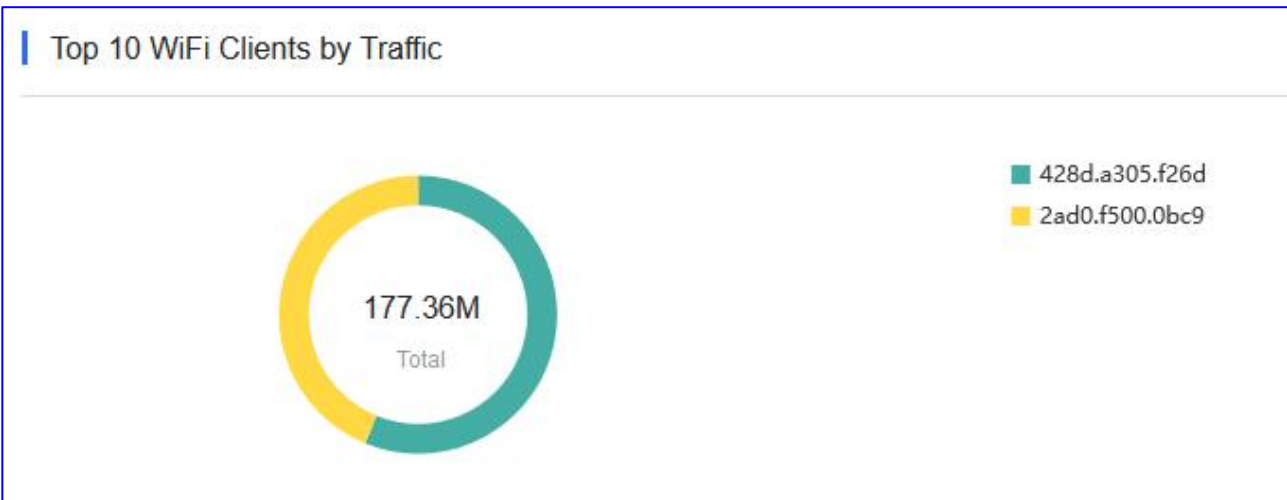 Top 10 WiFi Clients by Traffic
177.36M
Total
428d.a305.f26d
2ad0.f500.0bc9